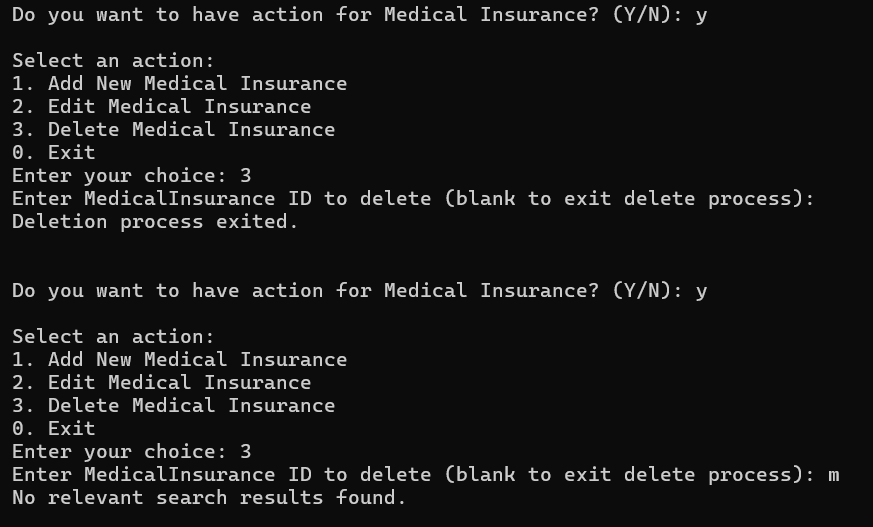 Do you want to have action for Medical Insurance? (Y/N): y
Select an action:
1. Add New Medical Insurance
2. Edit Medical Insurance
3. Delete Medical Insurance
0. Exit
Enter your choice: 3
Enter MedicalInsurance ID to delete (blank to exit delete process):
Deletion process exited.
Do you want to have action for Medical Insurance? (Y/N): y
Select an action:
1. Add New Medical Insurance
2. Edit Medical Insurance
3. Delete Medical Insurance
0. Exit
Enter your choice: 3
Enter MedicalInsurance ID to delete (blank to exit delete process): m
No relevant search results found.